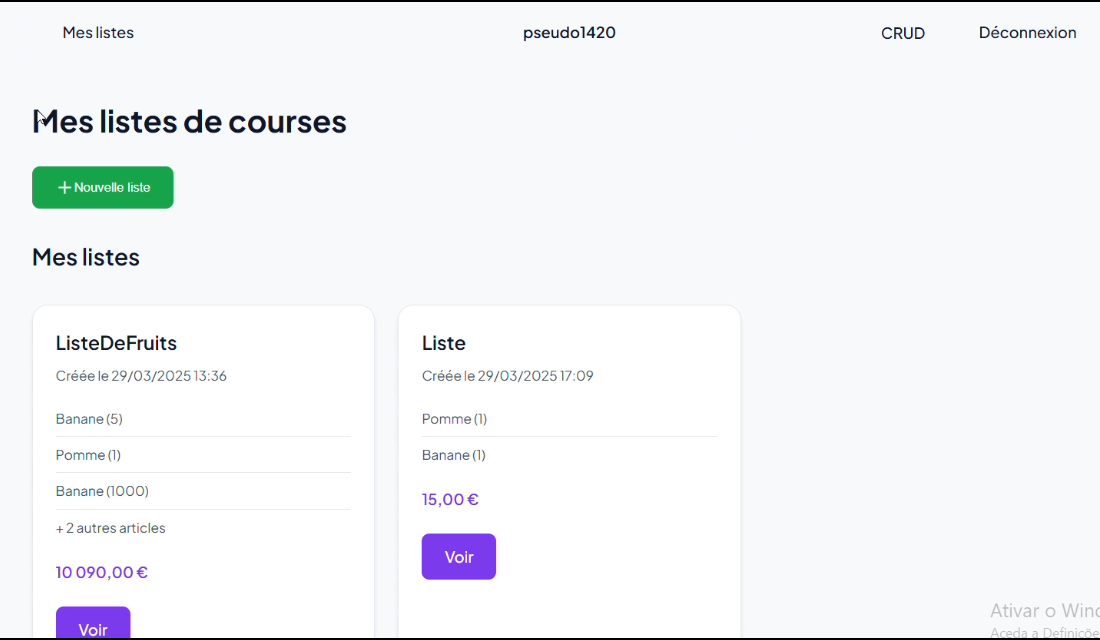 Mes listes
pseudo1420
CRUD
Déconnexion
Mes listes de courses
+ Nouvelle liste
Mes listes
ListeDeFruits
Créée le 29/03/2025 13:36
Banane (5)
Pomme (1)
Banane (1000)
+ 2 autres articles
10 090,00 €
Voir
Liste
Créée le 29/03/2025 17:09
Pomme (1)
Banane (1)
15,00 €
Voir
Ativar o Wind
Aceda a Definiçõe